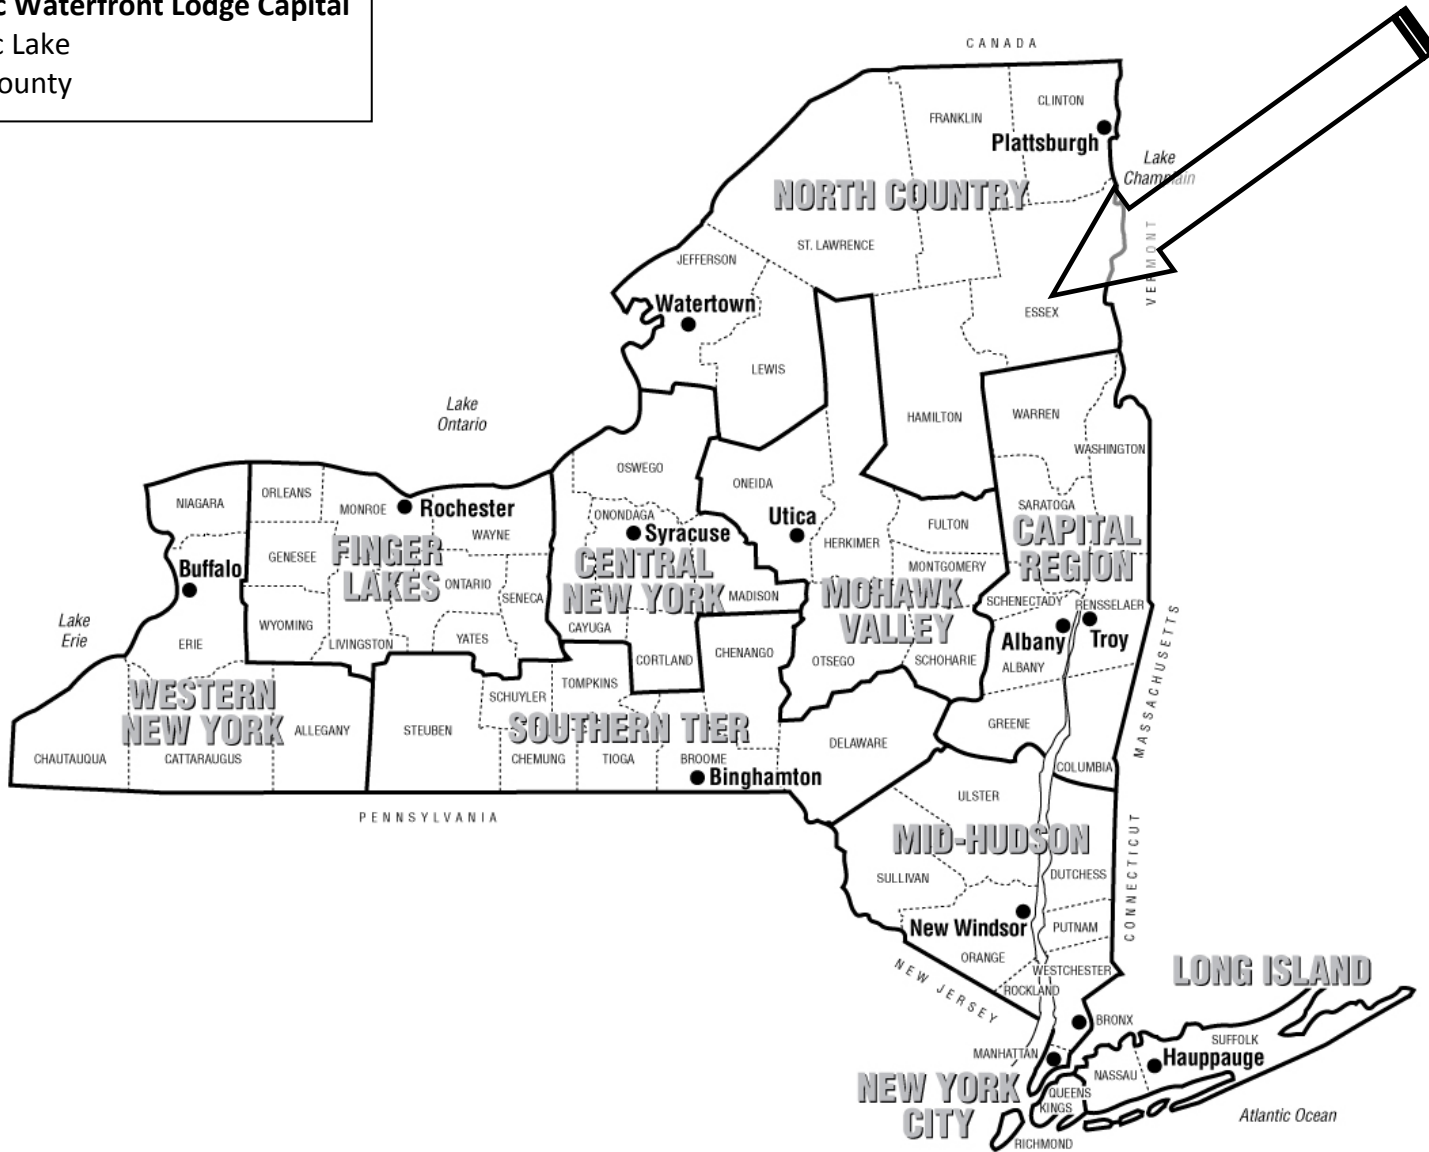 Waterfront Lodge Capital
Lake
CANADA
CLINTON
FRANKLIN
Plattsburgh
Lake
Champlain
NORTH COUNTRY
VERMONT
ST. LAWRENCE
JEFFERSON
Watertown
ESSEX
LEWIS
Lake
Ontario
HAMILTON
WARREN
WASHINGTON
OSWEGO
ONEIDA
NIAGARA
ORLEANS
MONROE
Rochester
WAYNE
ONONDAGA
Syracuse
Utica
HERKIMER
FULTON
SARATOGA
CAPITAL
REGION
GENESEE
FINGER
LAKES
ONTARIO
SENECA
CENTRAL
NEW YORK
MADISON
MOHAWK
VALLEY
MONTGOMERY
SCHENECTADY
RENSSELAER
Buffalo
Lake
Erie
ERIE
WYOMING
LIVINGSTON
YATES
CAYUGA
CORTLAND
CHENANGO
OTSEGO
SCHOHARIE
Albany
ALBANY
Troy
MASSACHUSETTS
WESTERN
NEW YORK
ALLEGANY
CHAUTAUQUA
CATTARAUGUS
STEUBEN
SCHUYLER
TOMPKINS
SOUTHERN TIER
CHEMUNG
TIOGA
BROOME
Binghamton
DELAWARE
GREENE
COLUMBIA
PENNSYLVANIA
ULSTER
MID-HUDSON
SULLIVAN
DUTCHESS
CONNECTICUT
New Windsor
PUTNAM
ORANGE
WESTCHESTER
ROCKLAND
NEW JERSEY
LONG ISLAND
BRONX
MANHATTAN
SUFFOLK
Hauppauge
NASSAU
NEW YORK
CITY
QUEENS
KINGS
RICHMOND
Atlantic Ocean